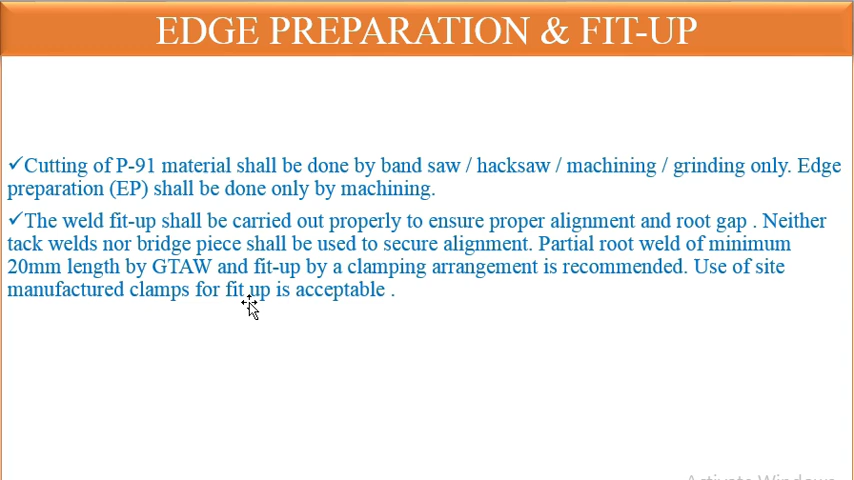 EDGE PREPARATION & FIT-UP
✓Cutting of P-91 material shall be done by band saw / hacksaw / machining / grinding only. Edge
preparation (EP) shall be done only by machining.
✓The weld fit-up shall be carried out properly to ensure proper alignment and root gap . Neither
tack welds nor bridge piece shall be used to secure alignment. Partial root weld of minimum
20mm length by GTAW and fit-up by a clamping arrangement is recommended. Use of site
manufactured clamps for fit up is acceptable .
Activate Windows